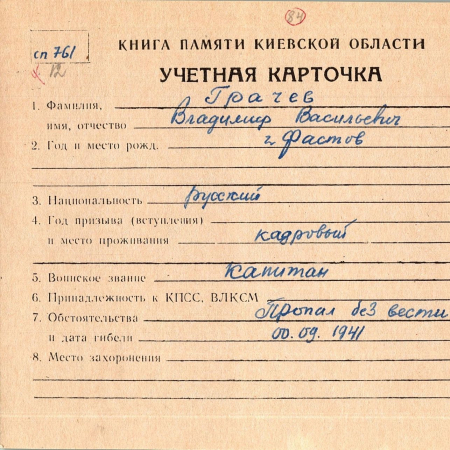 84
сп 761
12
КНИГА ПАМЯТИ КИЕВСКОЙ ОБЛАСТИ
УЧЕТНАЯ КАРТОЧКА
1. Фамилия, Грачев
имя, отчество Владимир Васильевич
2. Год и место рожд. г. Фастов
3. Национальность русский
4. Год призыва (вступления)
и место проживания кадровый
5. Воинское звание капитан
6. Принадлежность к КПСС, ВЛКСМ
7. Обстоятельства Пропал без вести
и дата гибели 00.09.1941
8. Место захоронения